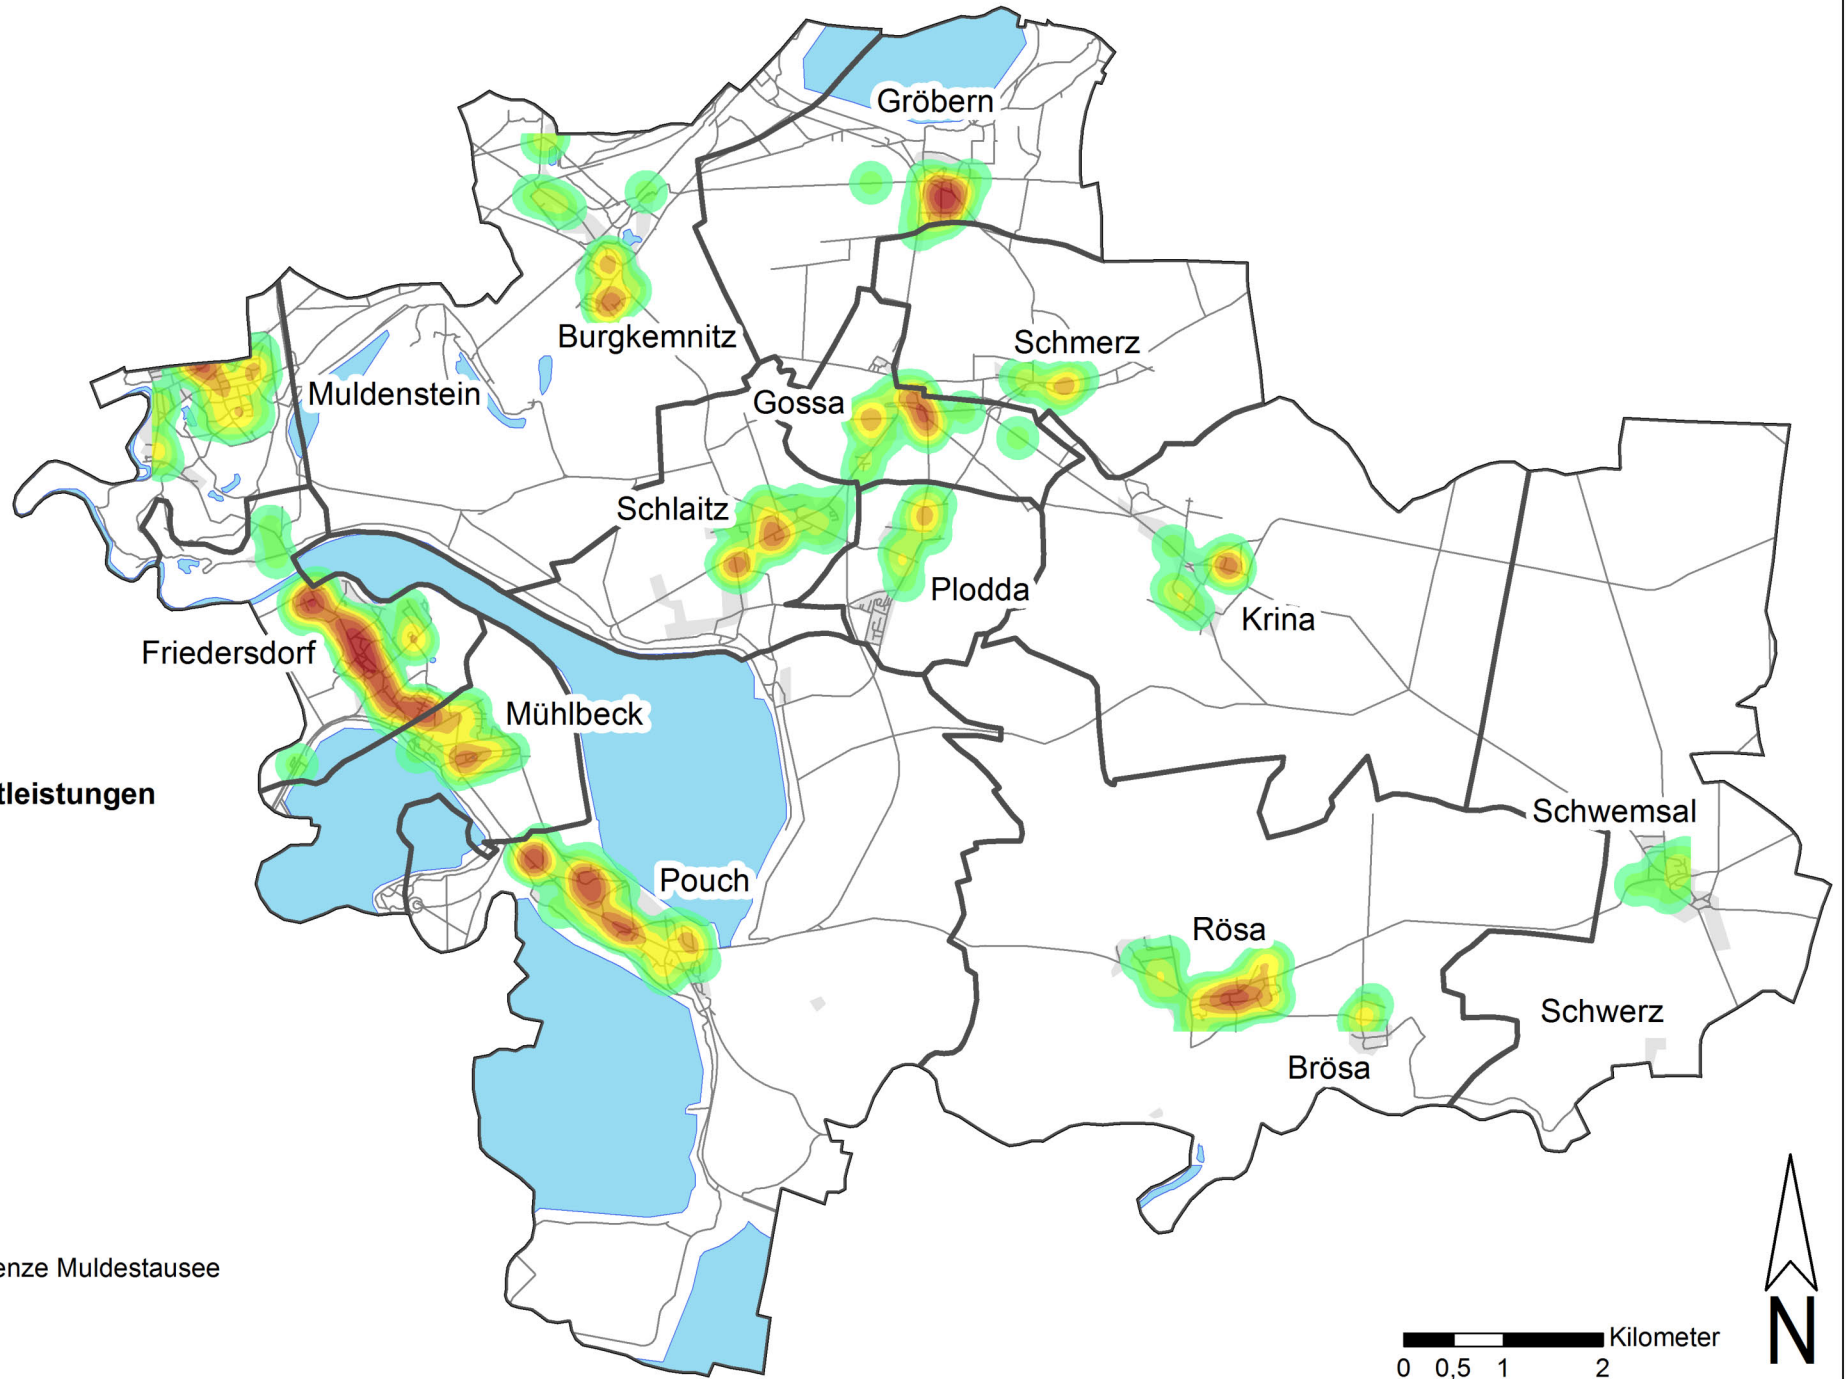 Gröbern
Burgkemnitz
Schmerz
Muldenstein
Gossa
Schlaitz
Plodda
Krina
Friedersdorf
Mühlbeck
tleistungen
Schwemsal
Pouch
Rösa
Schwerz
Brösa
enze Muldestausee
Kilometer
0 0,5 1 2
N